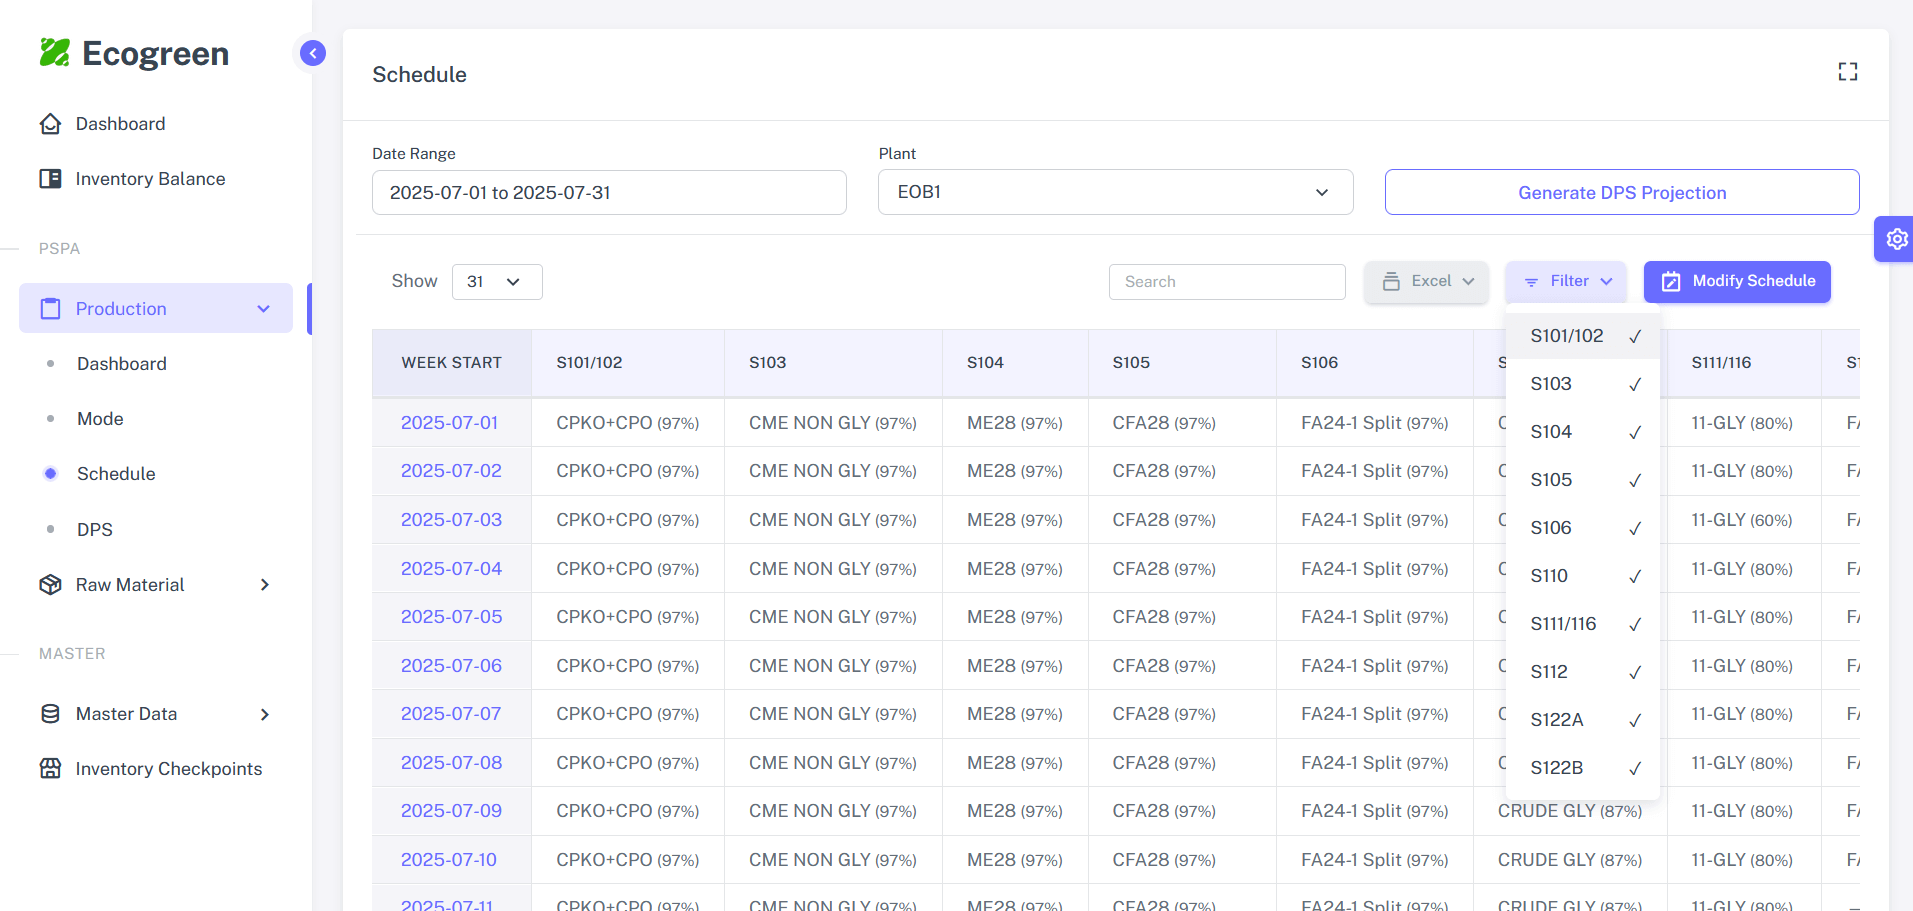 Ecogreen
Dashboard
Inventory Balance
PSPA
Production
Dashboard
Mode
Schedule
DPS
Raw Material
MASTER
Master Data
Inventory Checkpoints
Schedule
Date Range
2025-07-01 to 2025-07-31
Plant
EOB1
Generate DPS Projection
Show 31
Search
Excel
Filter
Modify Schedule
S101/102
S103
S104
S105
S106
S110
S111/116
S112
S122A
S122B
WEEK START S101/102 S103 S104 S105 S106 S111/116
2025-07-01 CPKO+CPO (97%) CME NON GLY (97%) ME28 (97%) CFA28 (97%) FA24-1 Split (97%) 11-GLY (80%)
2025-07-02 CPKO+CPO (97%) CME NON GLY (97%) ME28 (97%) CFA28 (97%) FA24-1 Split (97%) 11-GLY (80%)
2025-07-03 CPKO+CPO (97%) CME NON GLY (97%) ME28 (97%) CFA28 (97%) FA24-1 Split (97%) 11-GLY (60%)
2025-07-04 CPKO+CPO (97%) CME NON GLY (97%) ME28 (97%) CFA28 (97%) FA24-1 Split (97%) 11-GLY (80%)
2025-07-05 CPKO+CPO (97%) CME NON GLY (97%) ME28 (97%) CFA28 (97%) FA24-1 Split (97%) 11-GLY (80%)
2025-07-06 CPKO+CPO (97%) CME NON GLY (97%) ME28 (97%) CFA28 (97%) FA24-1 Split (97%) 11-GLY (80%)
2025-07-07 CPKO+CPO (97%) CME NON GLY (97%) ME28 (97%) CFA28 (97%) FA24-1 Split (97%) 11-GLY (80%)
2025-07-08 CPKO+CPO (97%) CME NON GLY (97%) ME28 (97%) CFA28 (97%) FA24-1 Split (97%) 11-GLY (80%)
2025-07-09 CPKO+CPO (97%) CME NON GLY (97%) ME28 (97%) CFA28 (97%) FA24-1 Split (97%) CRUDE GLY (87%) 11-GLY (80%)
2025-07-10 CPKO+CPO (97%) CME NON GLY (97%) ME28 (97%) CFA28 (97%) FA24-1 Split (97%) CRUDE GLY (87%) 11-GLY (80%)
2025-07-11 CPKO+CPO (97%) CME NON GLY (97%) ME28 (97%) CFA28 (97%) FA24-1 Split (97%) CRUDE GLY (87%) 11-GLY (80%)